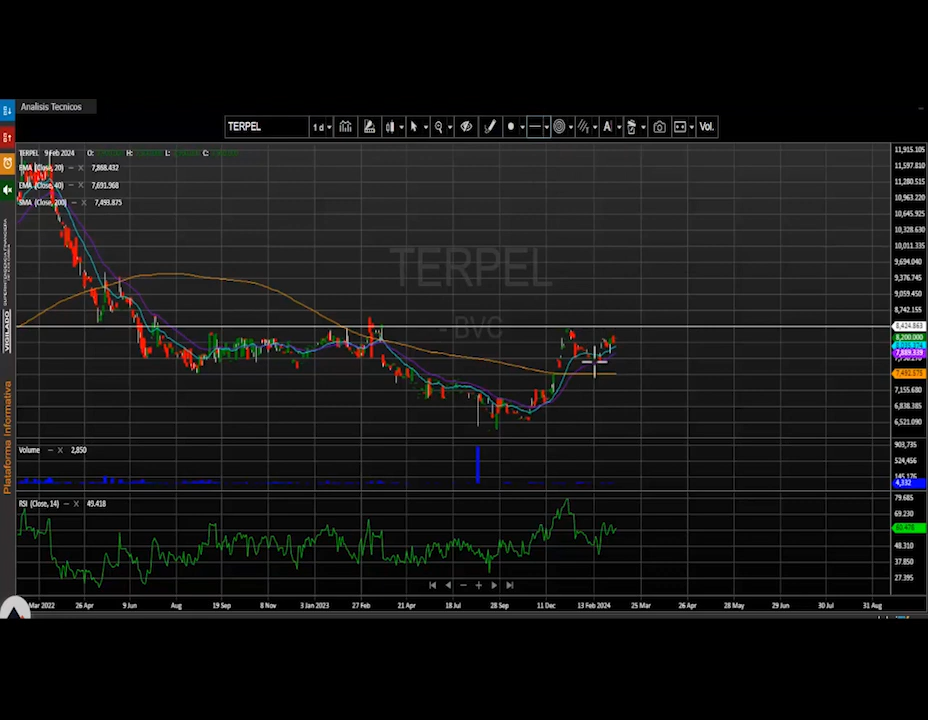 Analisis Tecnicos
TERPEL 1 d Vol.
TERPEL 9 Feb 2024 O: H: L: C:
EMA (Close, 20) – X 7,868.432
EMA (Close, 40) – X 7,691.968
SMA (Close, 200) – X 7,493.875
TERPEL
- BVC
11,915.105
11,597.810
11,280.515
10,963.220
10,645.925
10,328.630
10,011.335
9,694.040
9,376.745
9,059.450
8,742.155
8,424.863
8,200.000
7,889.339
7,492.575
7,155.680
6,838.385
6,521.090
Volume – X 2,850
903,735
524,456
145,176
4,332
RSI (Close, 14) – X 49.418
79.685
69.230
60.476
48.310
37.850
27.395
Mar 2022 26 Apr 9 Jun Aug 19 Sep 8 Nov 3 Jan 2023 27 Feb 21 Apr 18 Jul 28 Sep 11 Dec 13 Feb 2024 25 Mar 26 Apr 28 May 29 Jun 30 Jul 31 Aug
VIGILADO
Plataforma Informativa